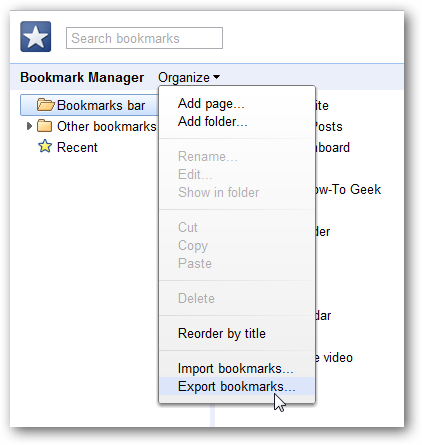 Search bookmarks
Bookmark Manager Organize
Bookmarks bar
Other bookmarks
Recent
Add page...
Add folder...
Rename...
Edit...
Show in folder
Cut
Copy
Paste
Delete
Reorder by title
Import bookmarks...
Export bookmarks...
ite
Posts
board
ow-To Geek
der
dar
e video